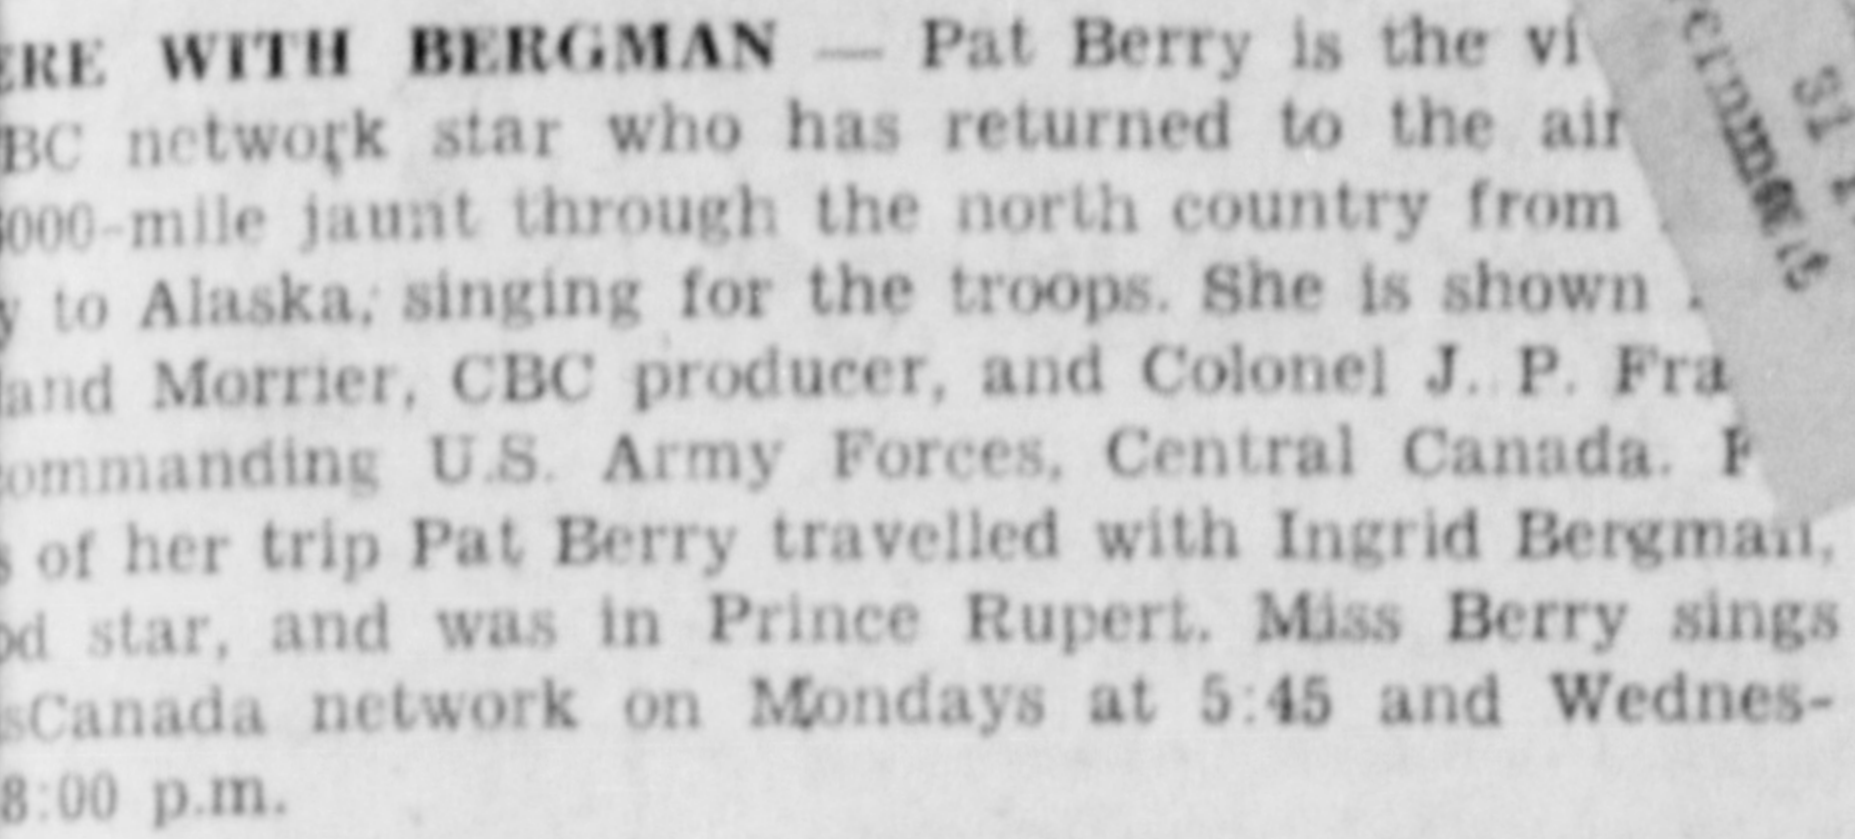 ERE WITH BERGMAN — Pat Berry is the vi
BC network star who has returned to the air
000-mile jaunt through the north country from
y to Alaska, singing for the troops. She is shown
and Morrier, CBC producer, and Colonel J. P. Fra
ommanding U.S. Army Forces, Central Canada. F
s of her trip Pat Berry travelled with Ingrid Bergman,
od star, and was in Prince Rupert. Miss Berry sings
sCanada network on Mondays at 5:45 and Wednes-
8:00 p.m.